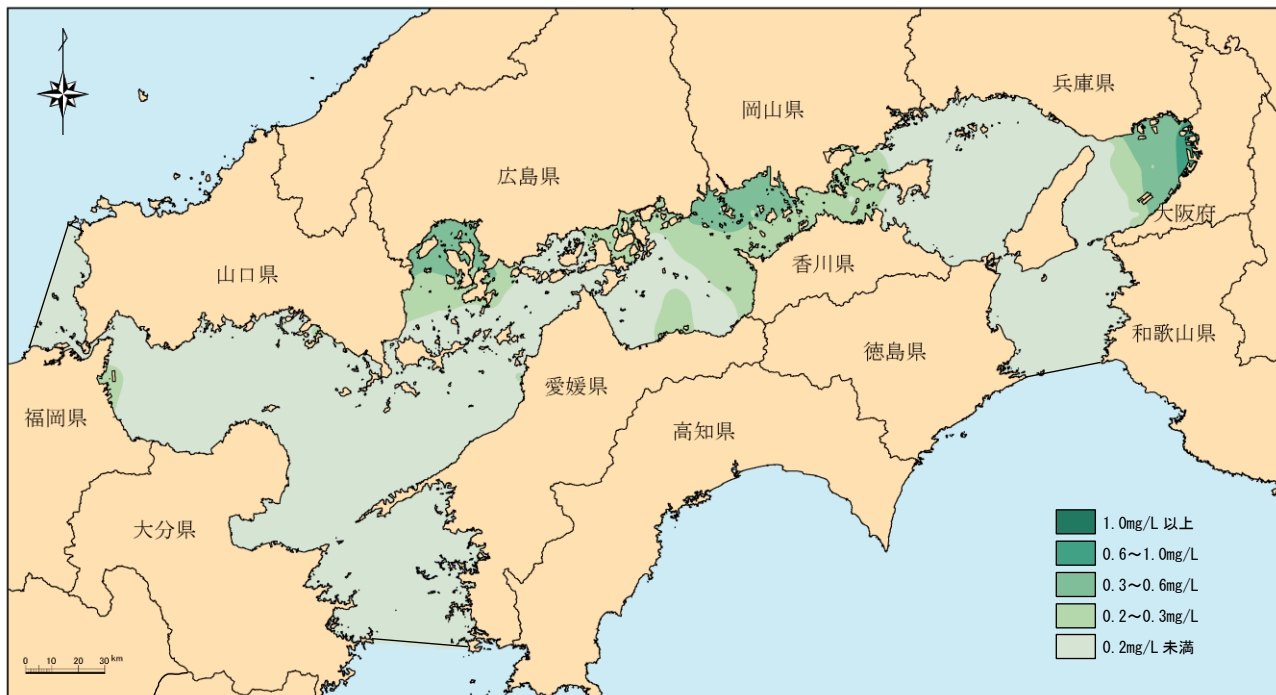 兵庫県
岡山県
広島県
大阪府
山口県
香川県
和歌山県
徳島県
愛媛県
福岡県
高知県
大分県
1.0mg/L 以上
0.6～1.0mg/L
0.3～0.6mg/L
0.2～0.3mg/L
0.2mg/L 未満
0 10 20 30 km